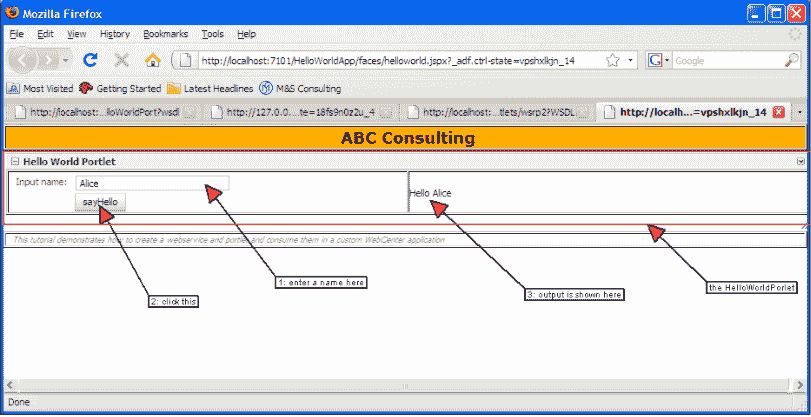 Mozilla Firefox
File Edit View History Bookmarks Tools Help
http://localhost:7101/HelloWorldApp/faces/helloworld.jspx?_adf.ctrl-state=vpshxlkjn_14
Google
Most Visited Getting Started Latest Headlines M&S Consulting
http://localhost:...lloWorldPort?wsdl http://127.0.0....te=18fs9n0z2u_4 http://localhost:...tlets/wsrp2?WSDL http://localh...=vpshxlkjn_14
ABC Consulting
Hello World Portlet
Input name: Alice
Hello Alice
sayHello
This tutorial demonstrates how to create a webservice and portlet and consume them in a custom WebCenter application
1: enter a name here
the HelloWorldPorlet
3: output is shown here
2: click this
Done